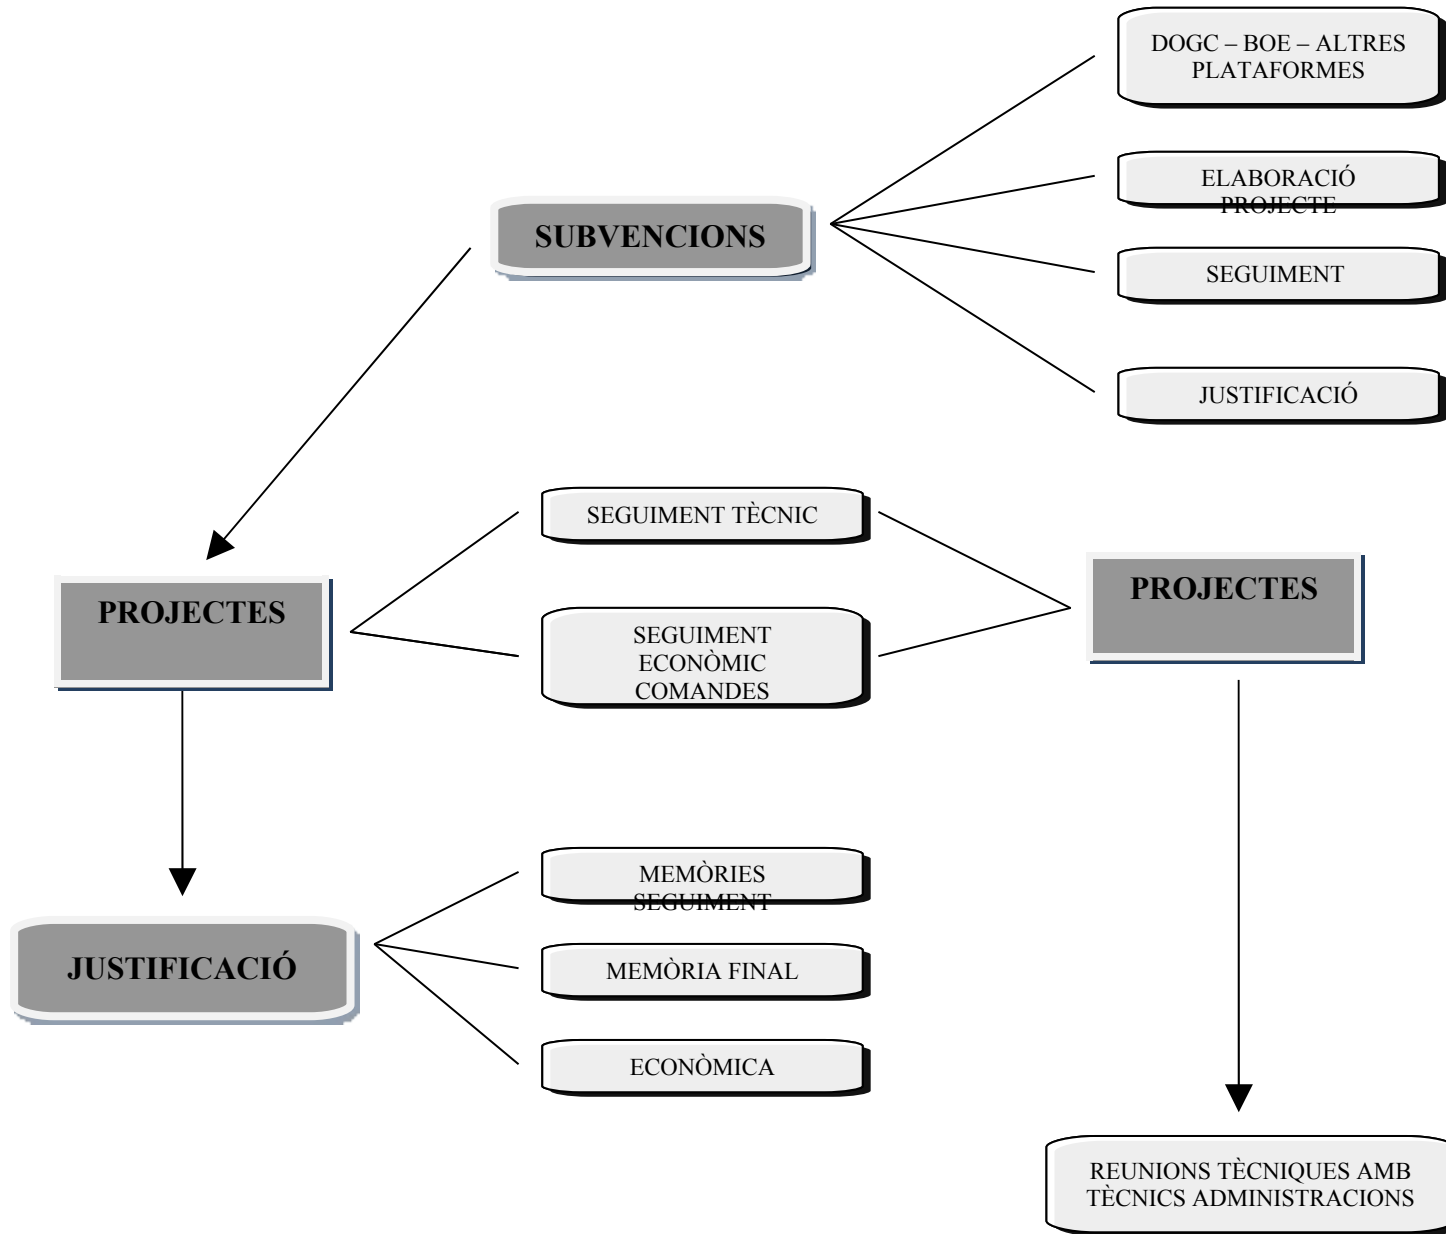 DOGC – BOE – ALTRES
PLATAFORMES
ELABORACIÓ
PROJECTE
SUBVENCIONS
SEGUIMENT
JUSTIFICACIÓ
SEGUIMENT TÈCNIC
PROJECTES
PROJECTES
SEGUIMENT
ECONÒMIC
COMANDES
MEMÒRIES
SEGUIMENT
JUSTIFICACIÓ
MEMÒRIA FINAL
ECONÒMICA
REUNIONS TÈCNIQUES AMB
TÈCNICS ADMINISTRACIONS